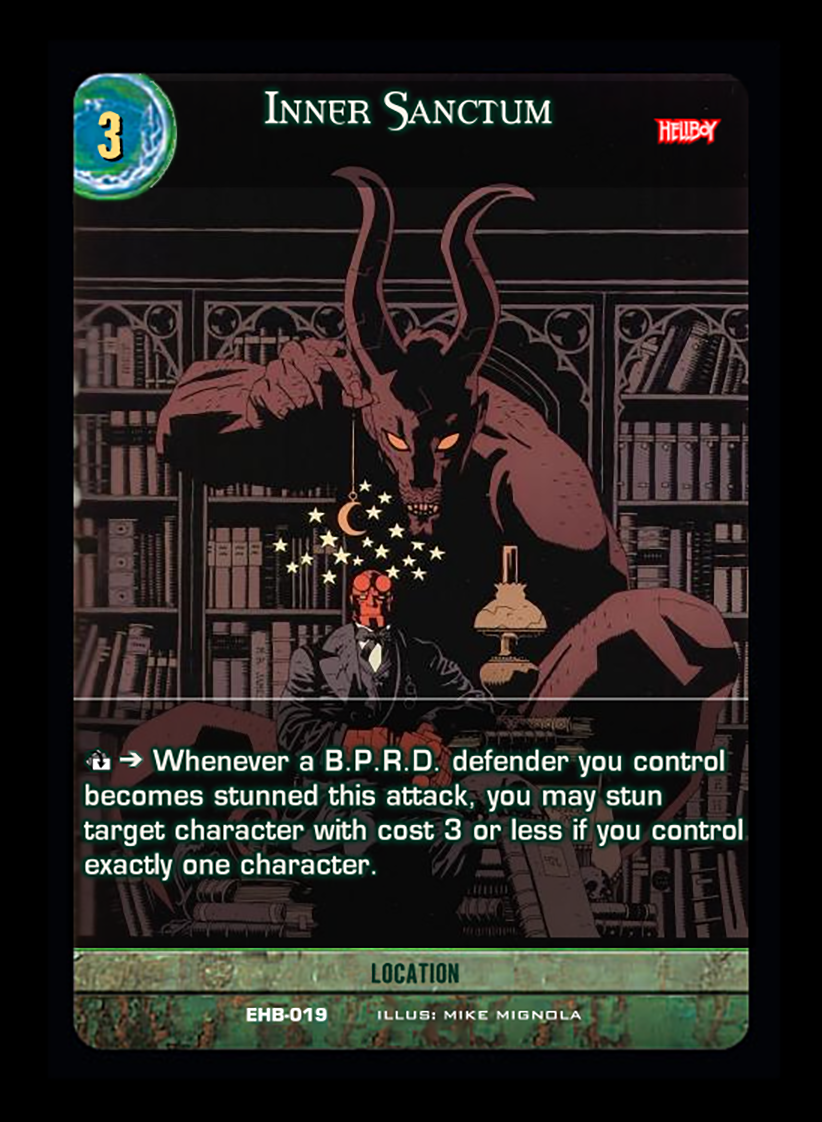 INNER SANCTUM
3
HELLBOY
➔ Whenever a B.P.R.D. defender you control
becomes stunned this attack, you may stun
target character with cost 3 or less if you control
exactly one character.
LOCATION
EHB-019 ILLUS: MIKE MIGNOLA